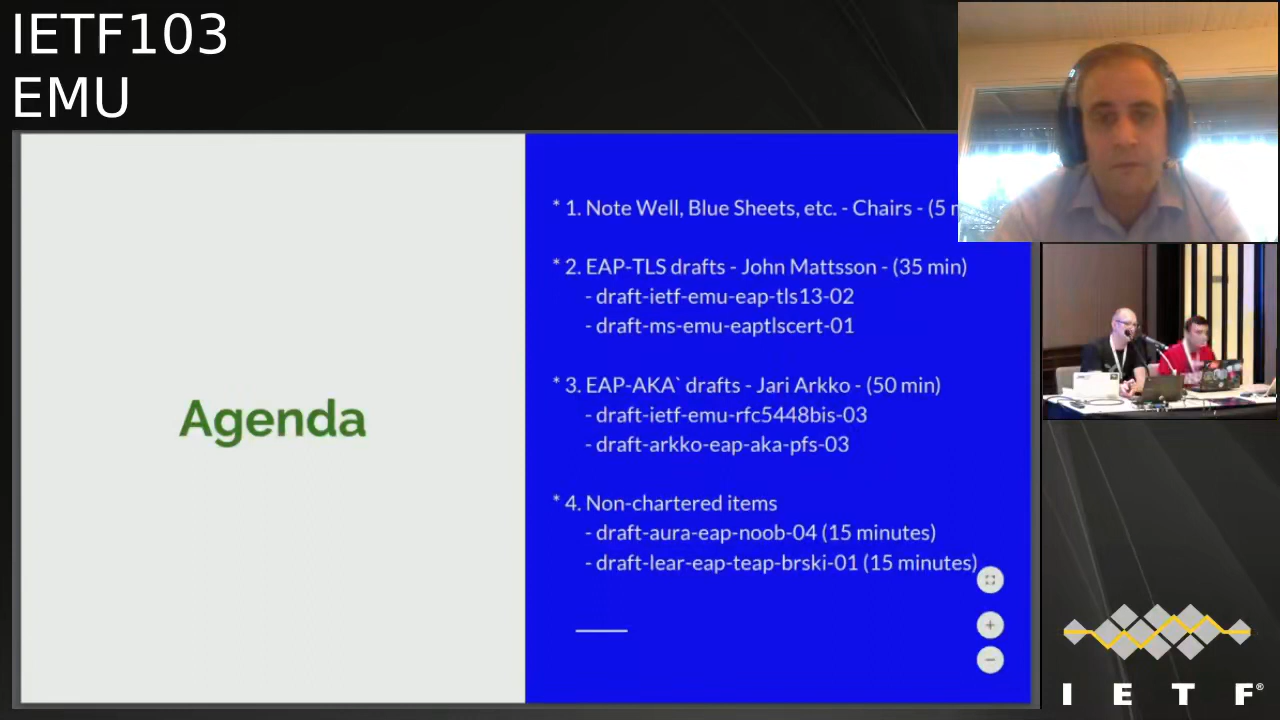 IETF103
EMU
Agenda
* 1. Note Well, Blue Sheets, etc. - Chairs - (5
* 2. EAP-TLS drafts - John Mattsson - (35 min)
- draft-ietf-emu-eap-tls13-02
- draft-ms-emu-eaptlscert-01
* 3. EAP-AKA` drafts - Jari Arkko - (50 min)
- draft-ietf-emu-rfc5448bis-03
- draft-arkko-eap-aka-pfs-03
* 4. Non-chartered items
- draft-aura-eap-noob-04 (15 minutes)
- draft-lear-eap-teap-brski-01 (15 minutes)
I E T F®